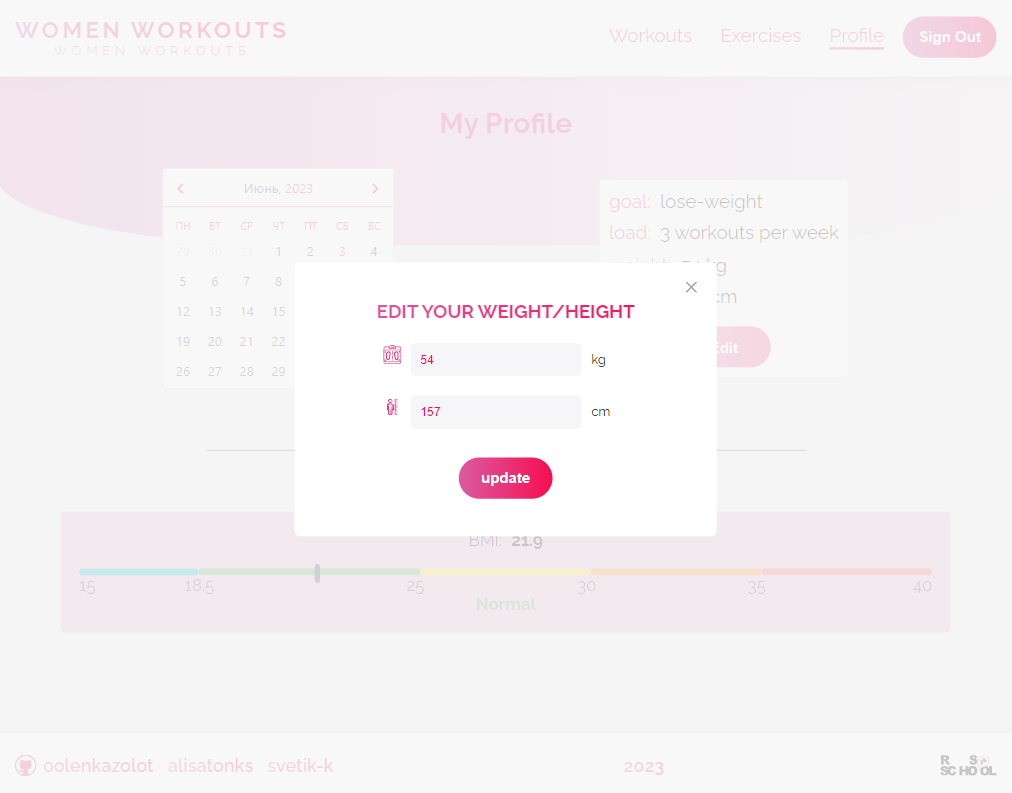 WOMEN WORKOUTS
WOMEN WORKOUTS
Workouts Exercises Profile Sign Out
My Profile
Июнь, 2023
ПН ВТ СР ЧТ ПТ СБ ВС
29 30 31 1 2 3 4
5 6 7 8
12 13 14 15
19 20 21 22
26 27 28 29
goal: lose-weight
load: 3 workouts per week
kg
cm
Edit
EDIT YOUR WEIGHT/HEIGHT
54 kg
157 cm
update
BMI: 21.9
15 18.5 25 30 35 40
Normal
oolenkazolot alisatonks svetik-k 2023 RS SCHOOL